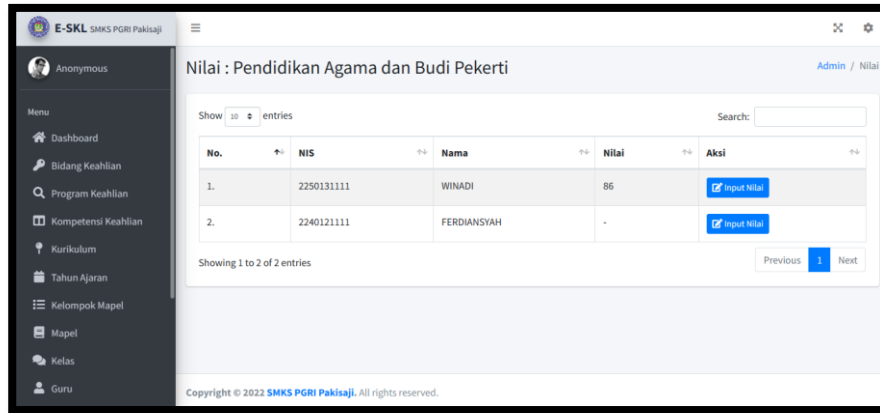 E-SKL SMKS PGRI Pakisaji
Anonymous
Menu
Dashboard
Bidang Keahlian
Program Keahlian
Kompetensi Keahlian
Kurikulum
Tahun Ajaran
Kelompok Mapel
Mapel
Kelas
Guru
Nilai : Pendidikan Agama dan Budi Pekerti
Admin / Nilai
Show 10 entries
Search:
No. NIS Nama Nilai Aksi
1. 2250131111 WINADI 86 Input Nilai
2. 2240121111 FERDIANSYAH - Input Nilai
Showing 1 to 2 of 2 entries
Previous 1 Next
Copyright © 2022 SMKS PGRI Pakisaji. All rights reserved.